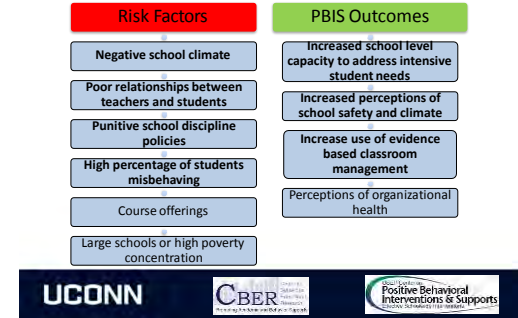 Risk Factors
Negative school climate
Poor relationships between
teachers and students
Punitive school discipline
policies
High percentage of students
misbehaving
Course offerings
Large schools or high poverty
concentration
PBIS Outcomes
Increased school level
capacity to address intensive
student needs
Increased perceptions of
school safety and climate
Increase use of evidence
based classroom
management
Perceptions of organizational
health
UCONN
CBER
Positive Behavioral
Interventions & Supports